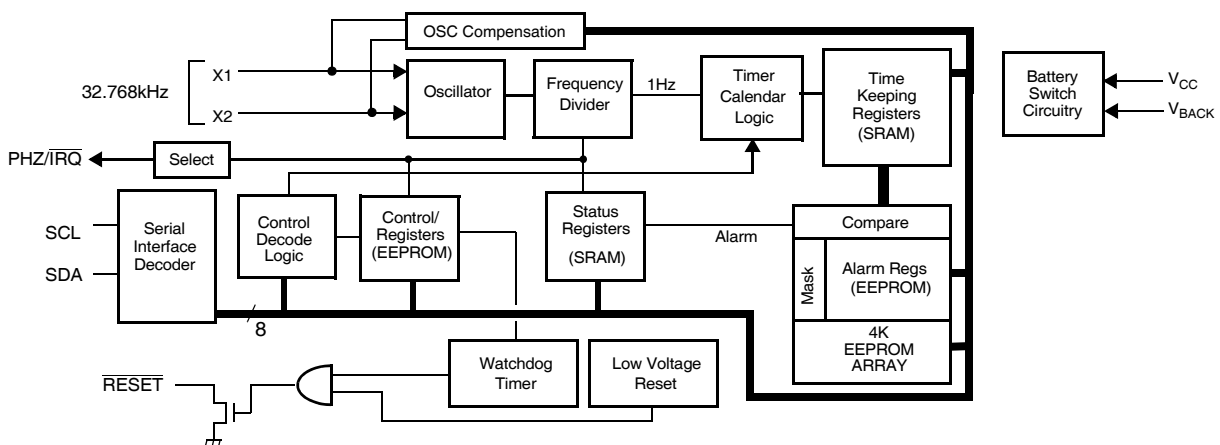 OSC Compensation
32.768kHz
X1
X2
Oscillator
Frequency
Divider
1Hz
Timer
Calendar
Logic
Time
Keeping
Registers
(SRAM)
Battery
Switch
Circuitry
VCC
VBACK
PHZ/IRQ
Select
SCL
SDA
Serial
Interface
Decoder
Control
Decode
Logic
Control/
Registers
(EEPROM)
Status
Registers
(SRAM)
Alarm
Compare
Mask
Alarm Regs
(EEPROM)
4K
EEPROM
ARRAY
8
RESET
Watchdog
Timer
Low Voltage
Reset